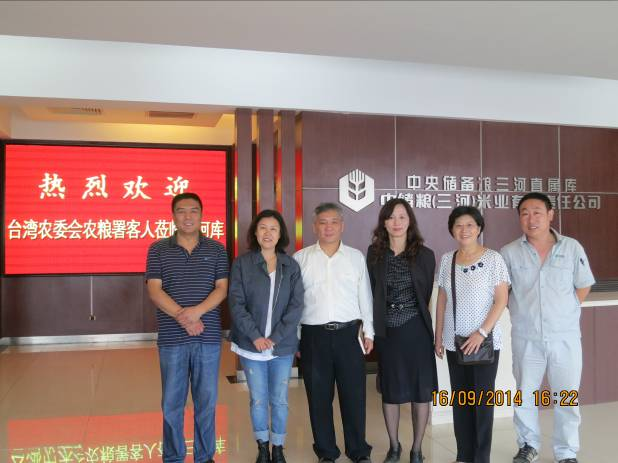 热烈欢迎
台湾农委会农粮署客人莅临 河库
中央储备粮三河直属库
中储粮(三河)米业有 责任公司
16/09/2014 16:22